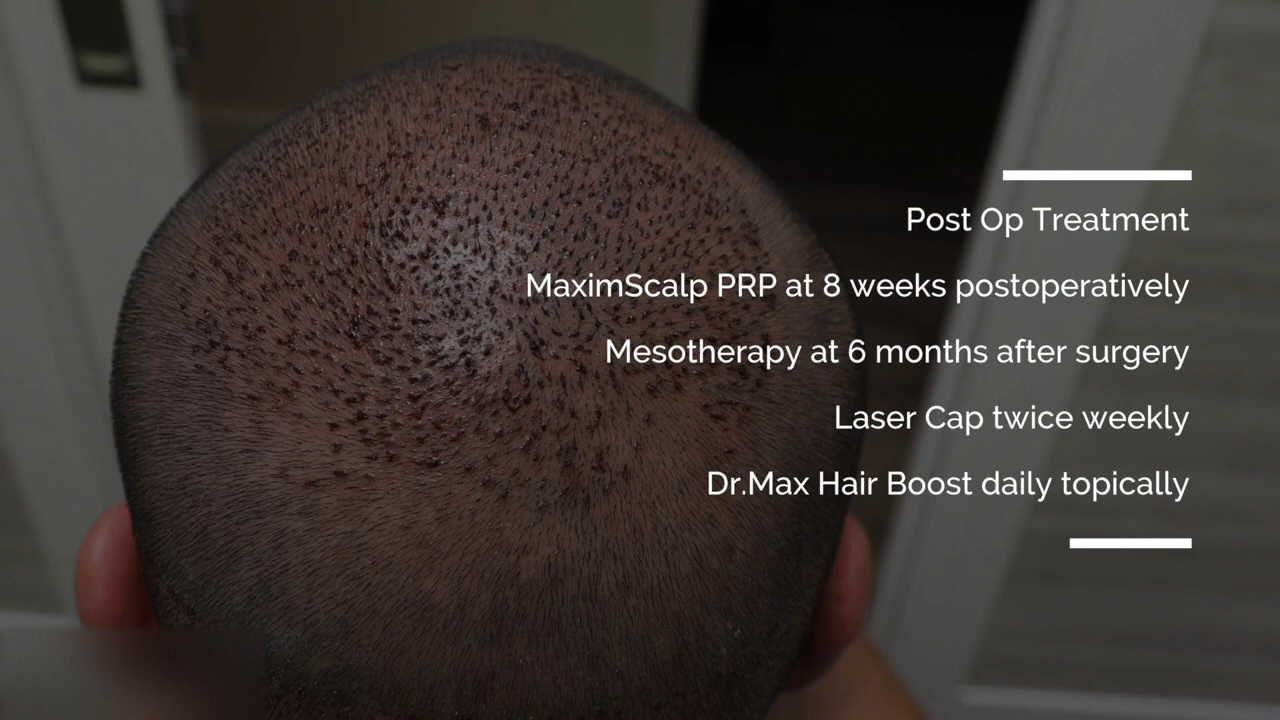 Post Op Treatment
MaximScalp PRP at 8 weeks postoperatively
Mesotherapy at 6 months after surgery
Laser Cap twice weekly
Dr.Max Hair Boost daily topically